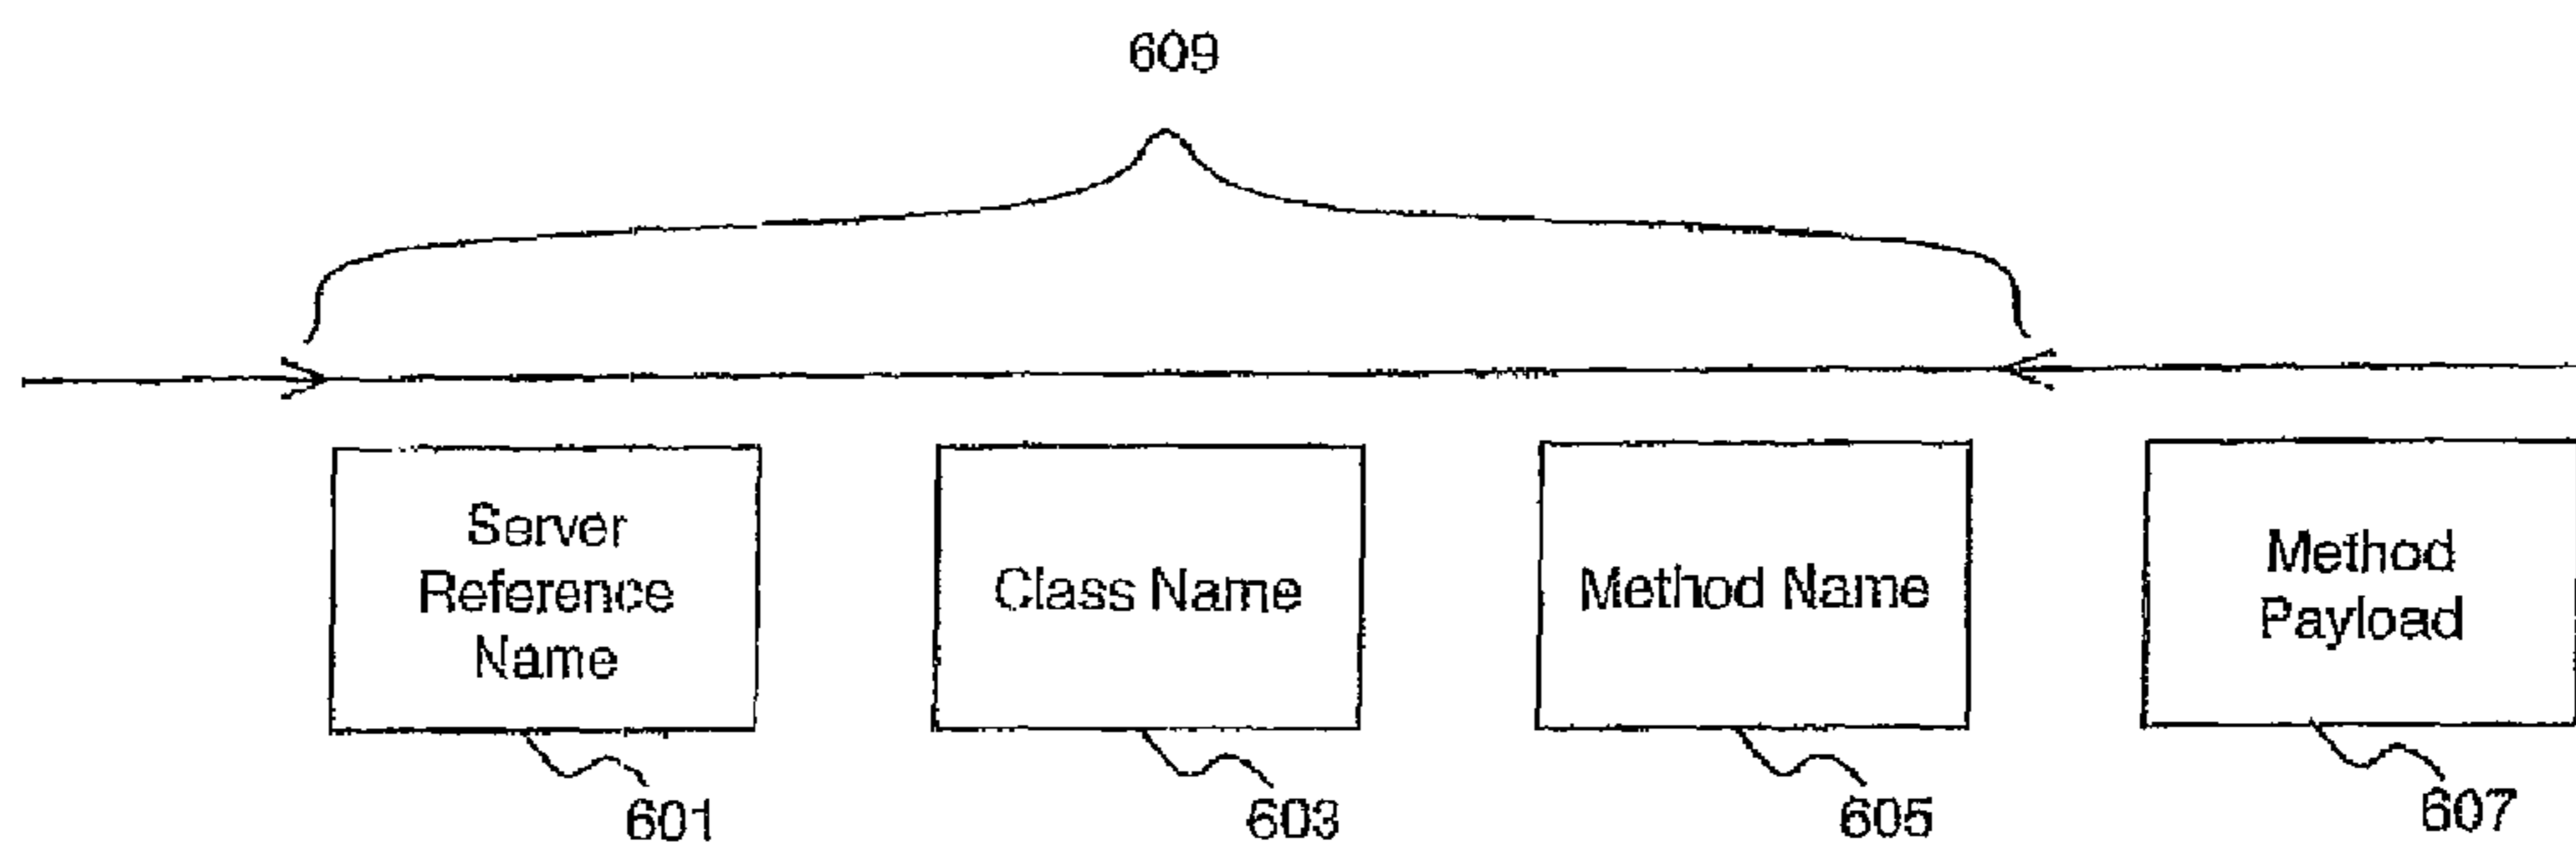 609
Server
Reference
Name
Class Name
Method Name
Method
Payload
601
603
605
607